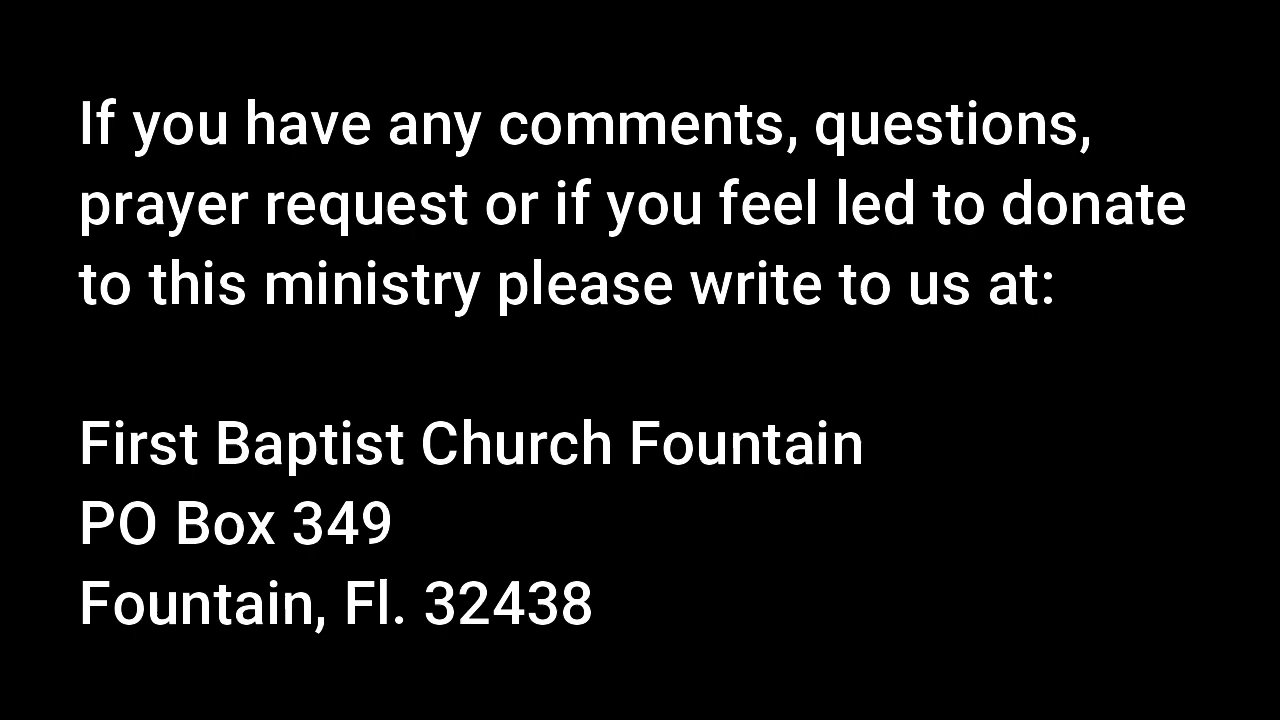 If you have any comments, questions,
prayer request or if you feel led to donate
to this ministry please write to us at:
First Baptist Church Fountain
PO Box 349
Fountain, Fl. 32438